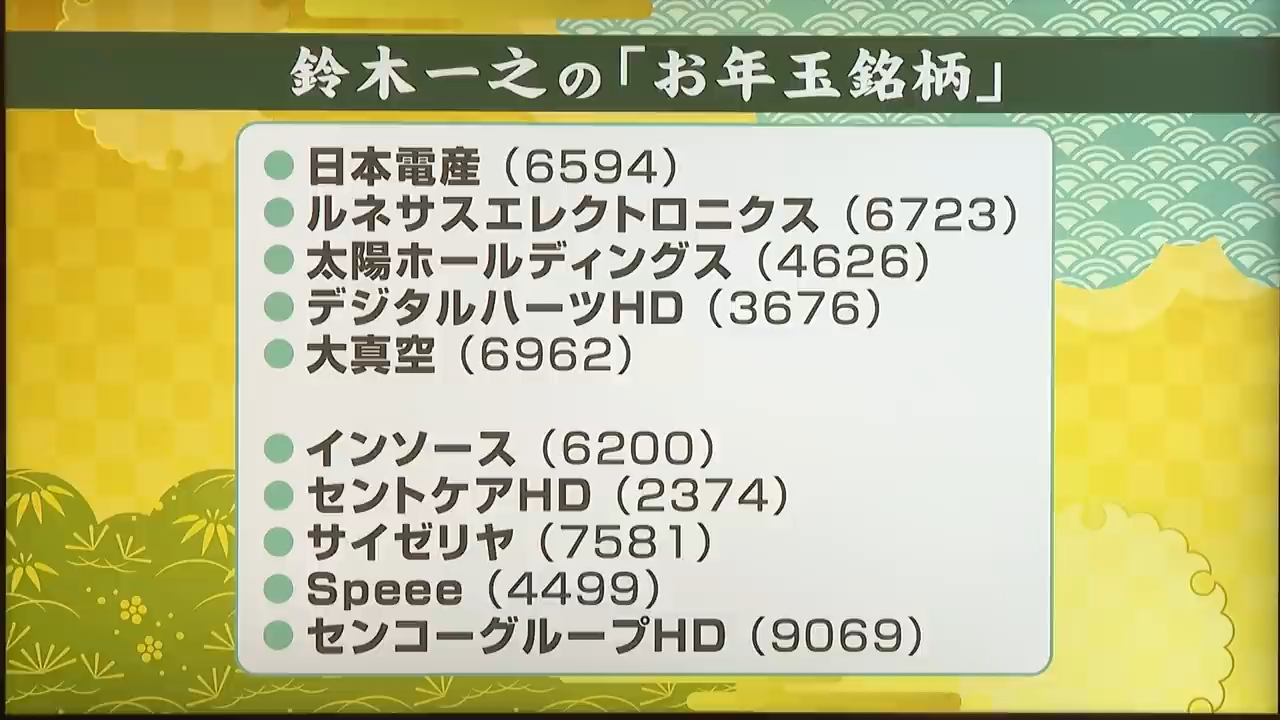 鈴木一之の「お年玉銘柄」
●日本電産（6594）
●ルネサスエレクトロニクス（6723）
●太陽ホールディングス（4626）
●デジタルハーツHD（3676）
●大真空（6962）
●インソース（6200）
●セントケアHD（2374）
●サイゼリヤ（7581）
●Speee（4499）
●センコーグループHD（9069）